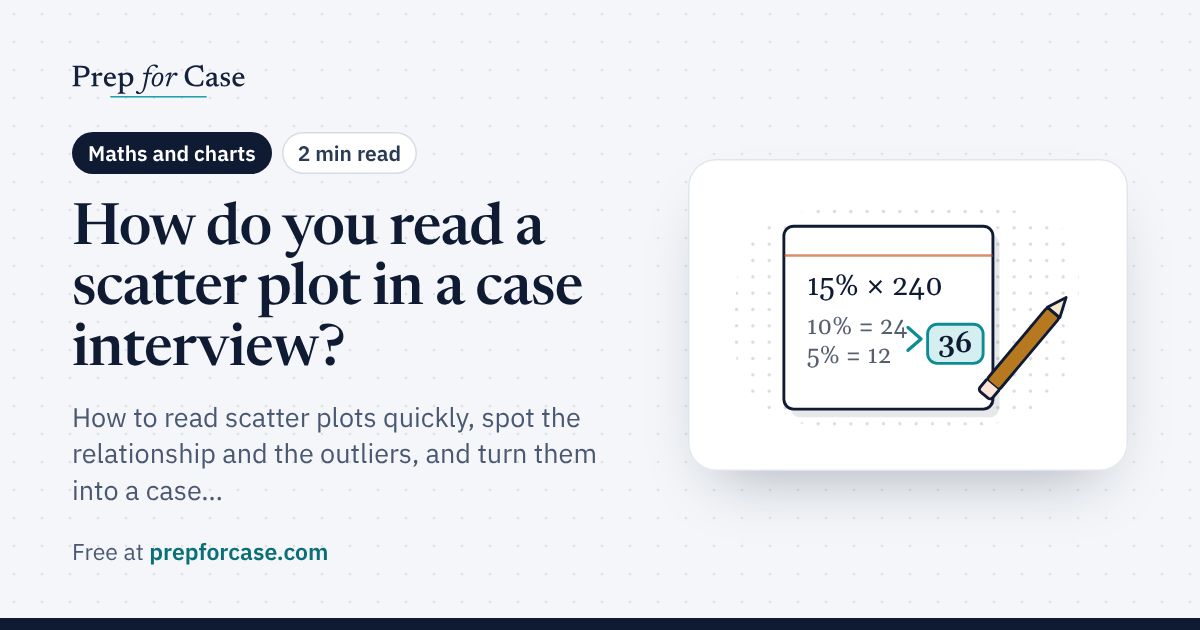 Prep for Case
Maths and charts
2 min read
How do you read a
scatter plot in a case
interview?
How to read scatter plots quickly, spot the
relationship and the outliers, and turn them
into a case...
Free at prepforcase.com
15% × 240
10% = 24
5% = 12
36